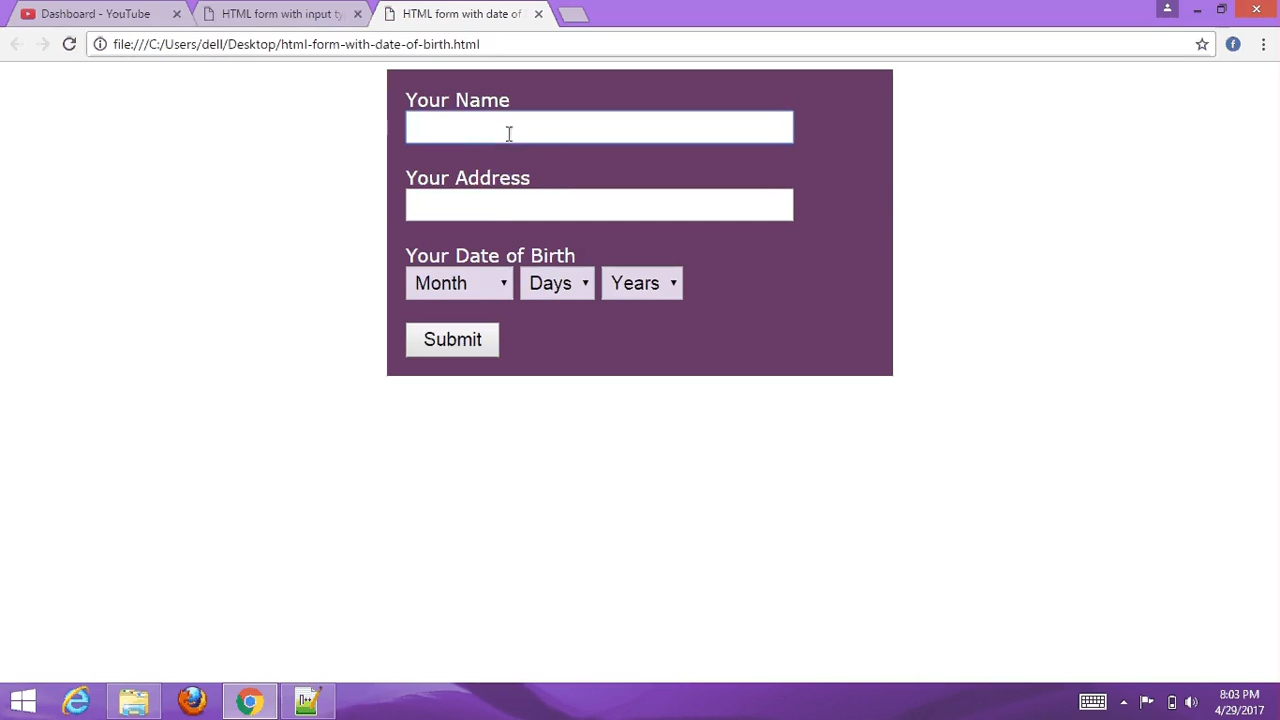 Dashboard - YouTube
HTML form with input ty
HTML form with date of
file:///C:/Users/dell/Desktop/html-form-with-date-of-birth.html
Your Name
Your Address
Your Date of Birth
Month Days Years
Submit
8:03 PM
4/29/2017